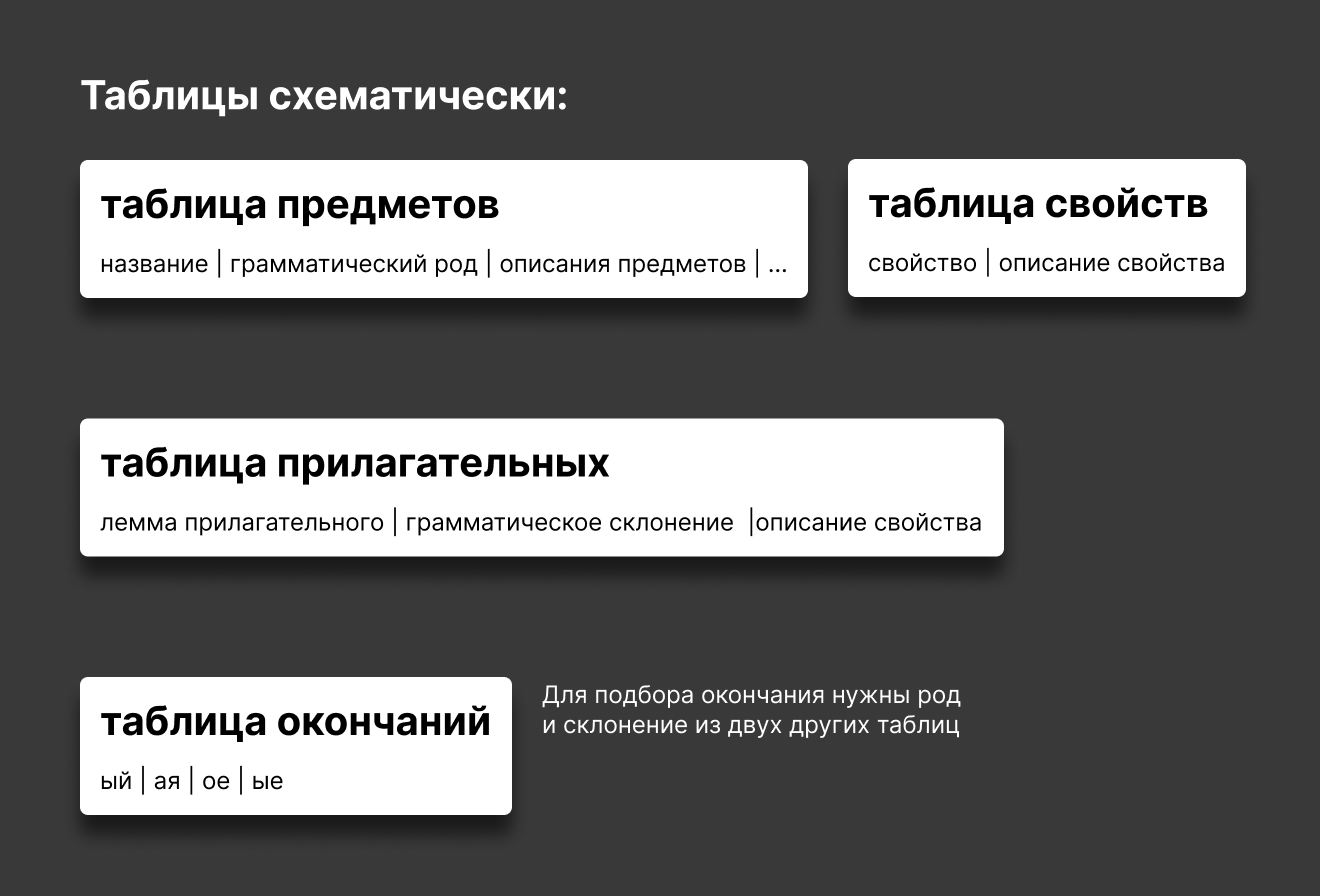 Таблицы схематически:
таблица предметов
название | грамматический род | описания предметов | ...
таблица свойств
свойство | описание свойства
таблица прилагательных
лемма прилагательного | грамматическое склонение |описание свойства
таблица окончаний
ый | ая | ое | ые
Для подбора окончания нужны род
и склонение из двух других таблиц